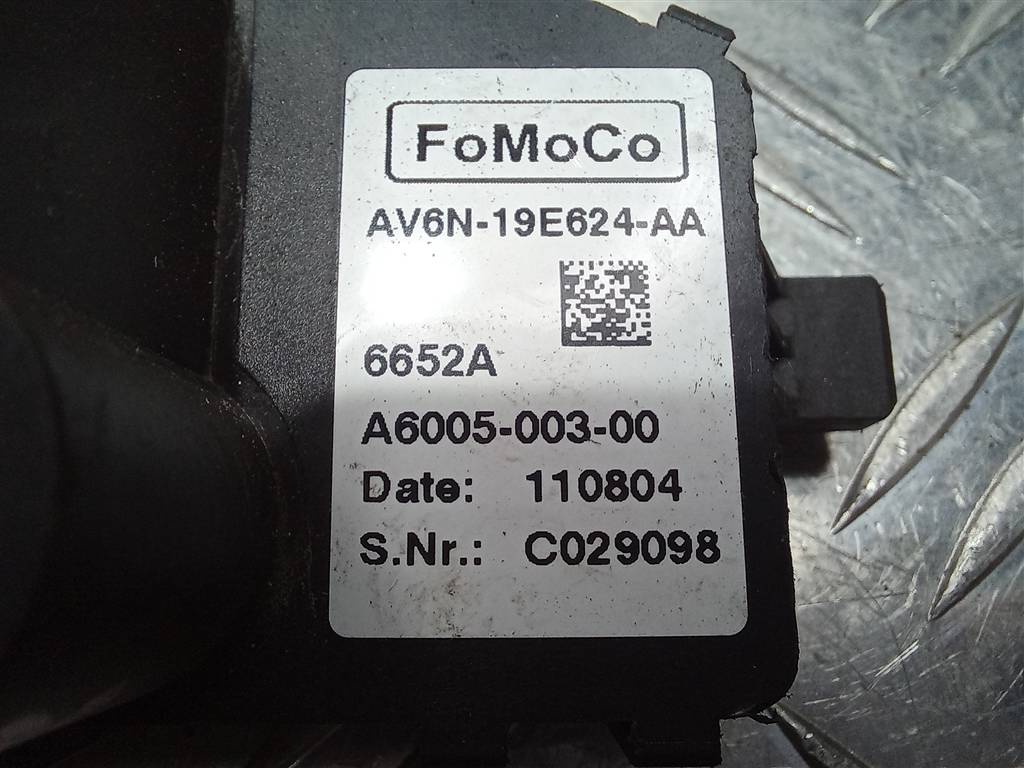 FoMoCo
AV6N-19E624-AA
6652A
A6005-003-00
Date: 110804
S.Nr.: C029098